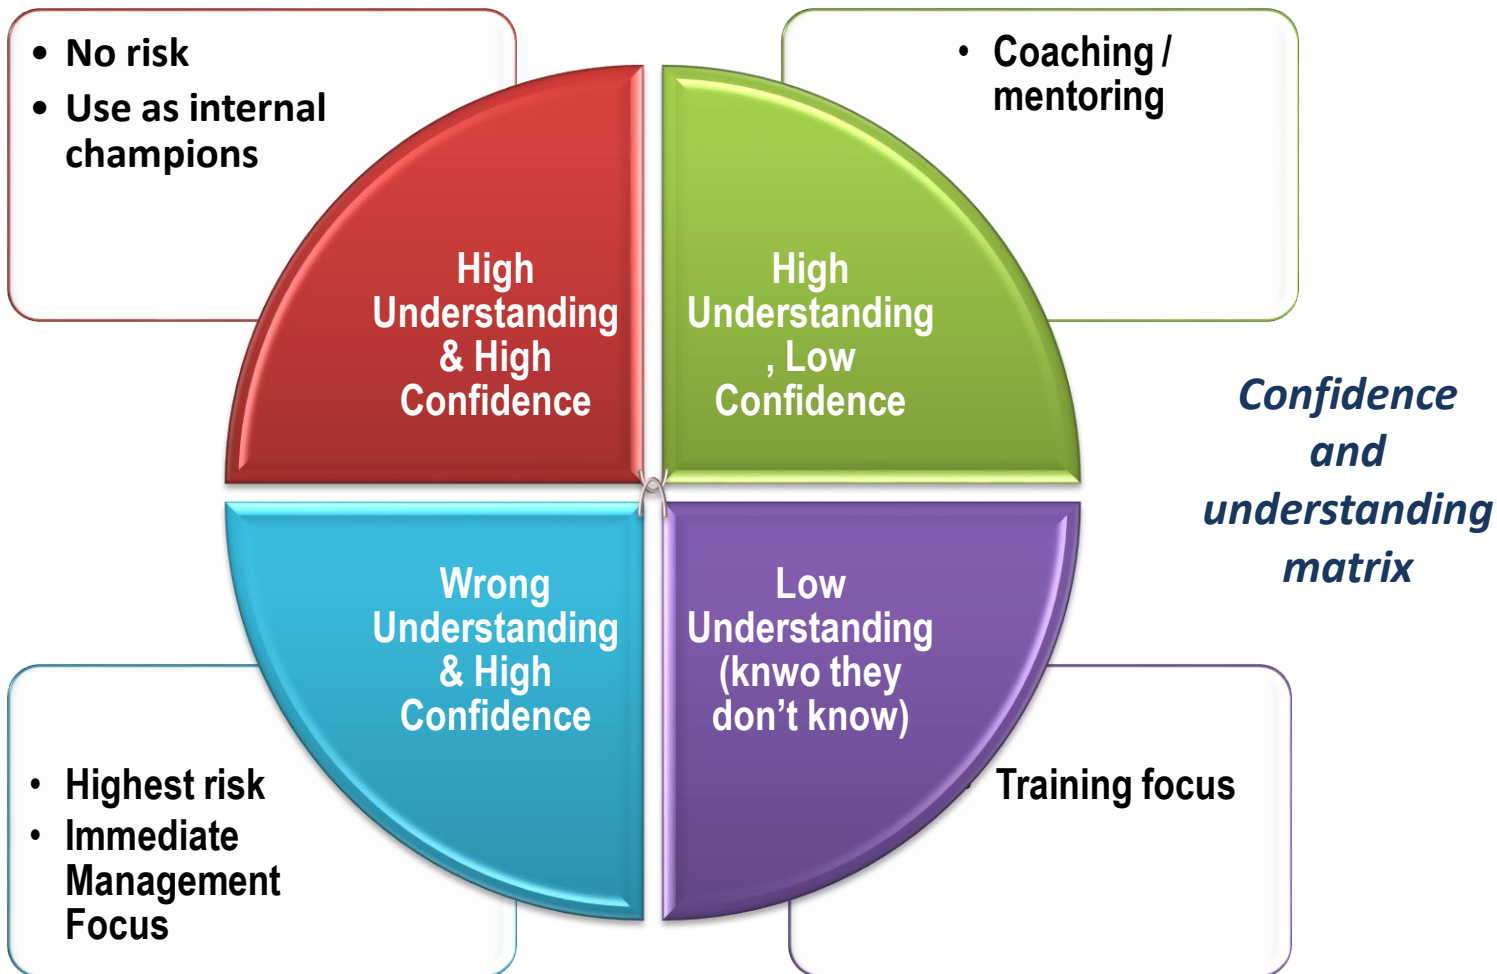 • No risk
• Use as internal
champions
• Coaching /
mentoring
High
Understanding
& High
Confidence
High
Understanding
, Low
Confidence
Confidence
and
understanding
matrix
Wrong
Understanding
& High
Confidence
Low
Understanding
(knwo they
don’t know)
• Highest risk
• Immediate
Management
Focus
Training focus